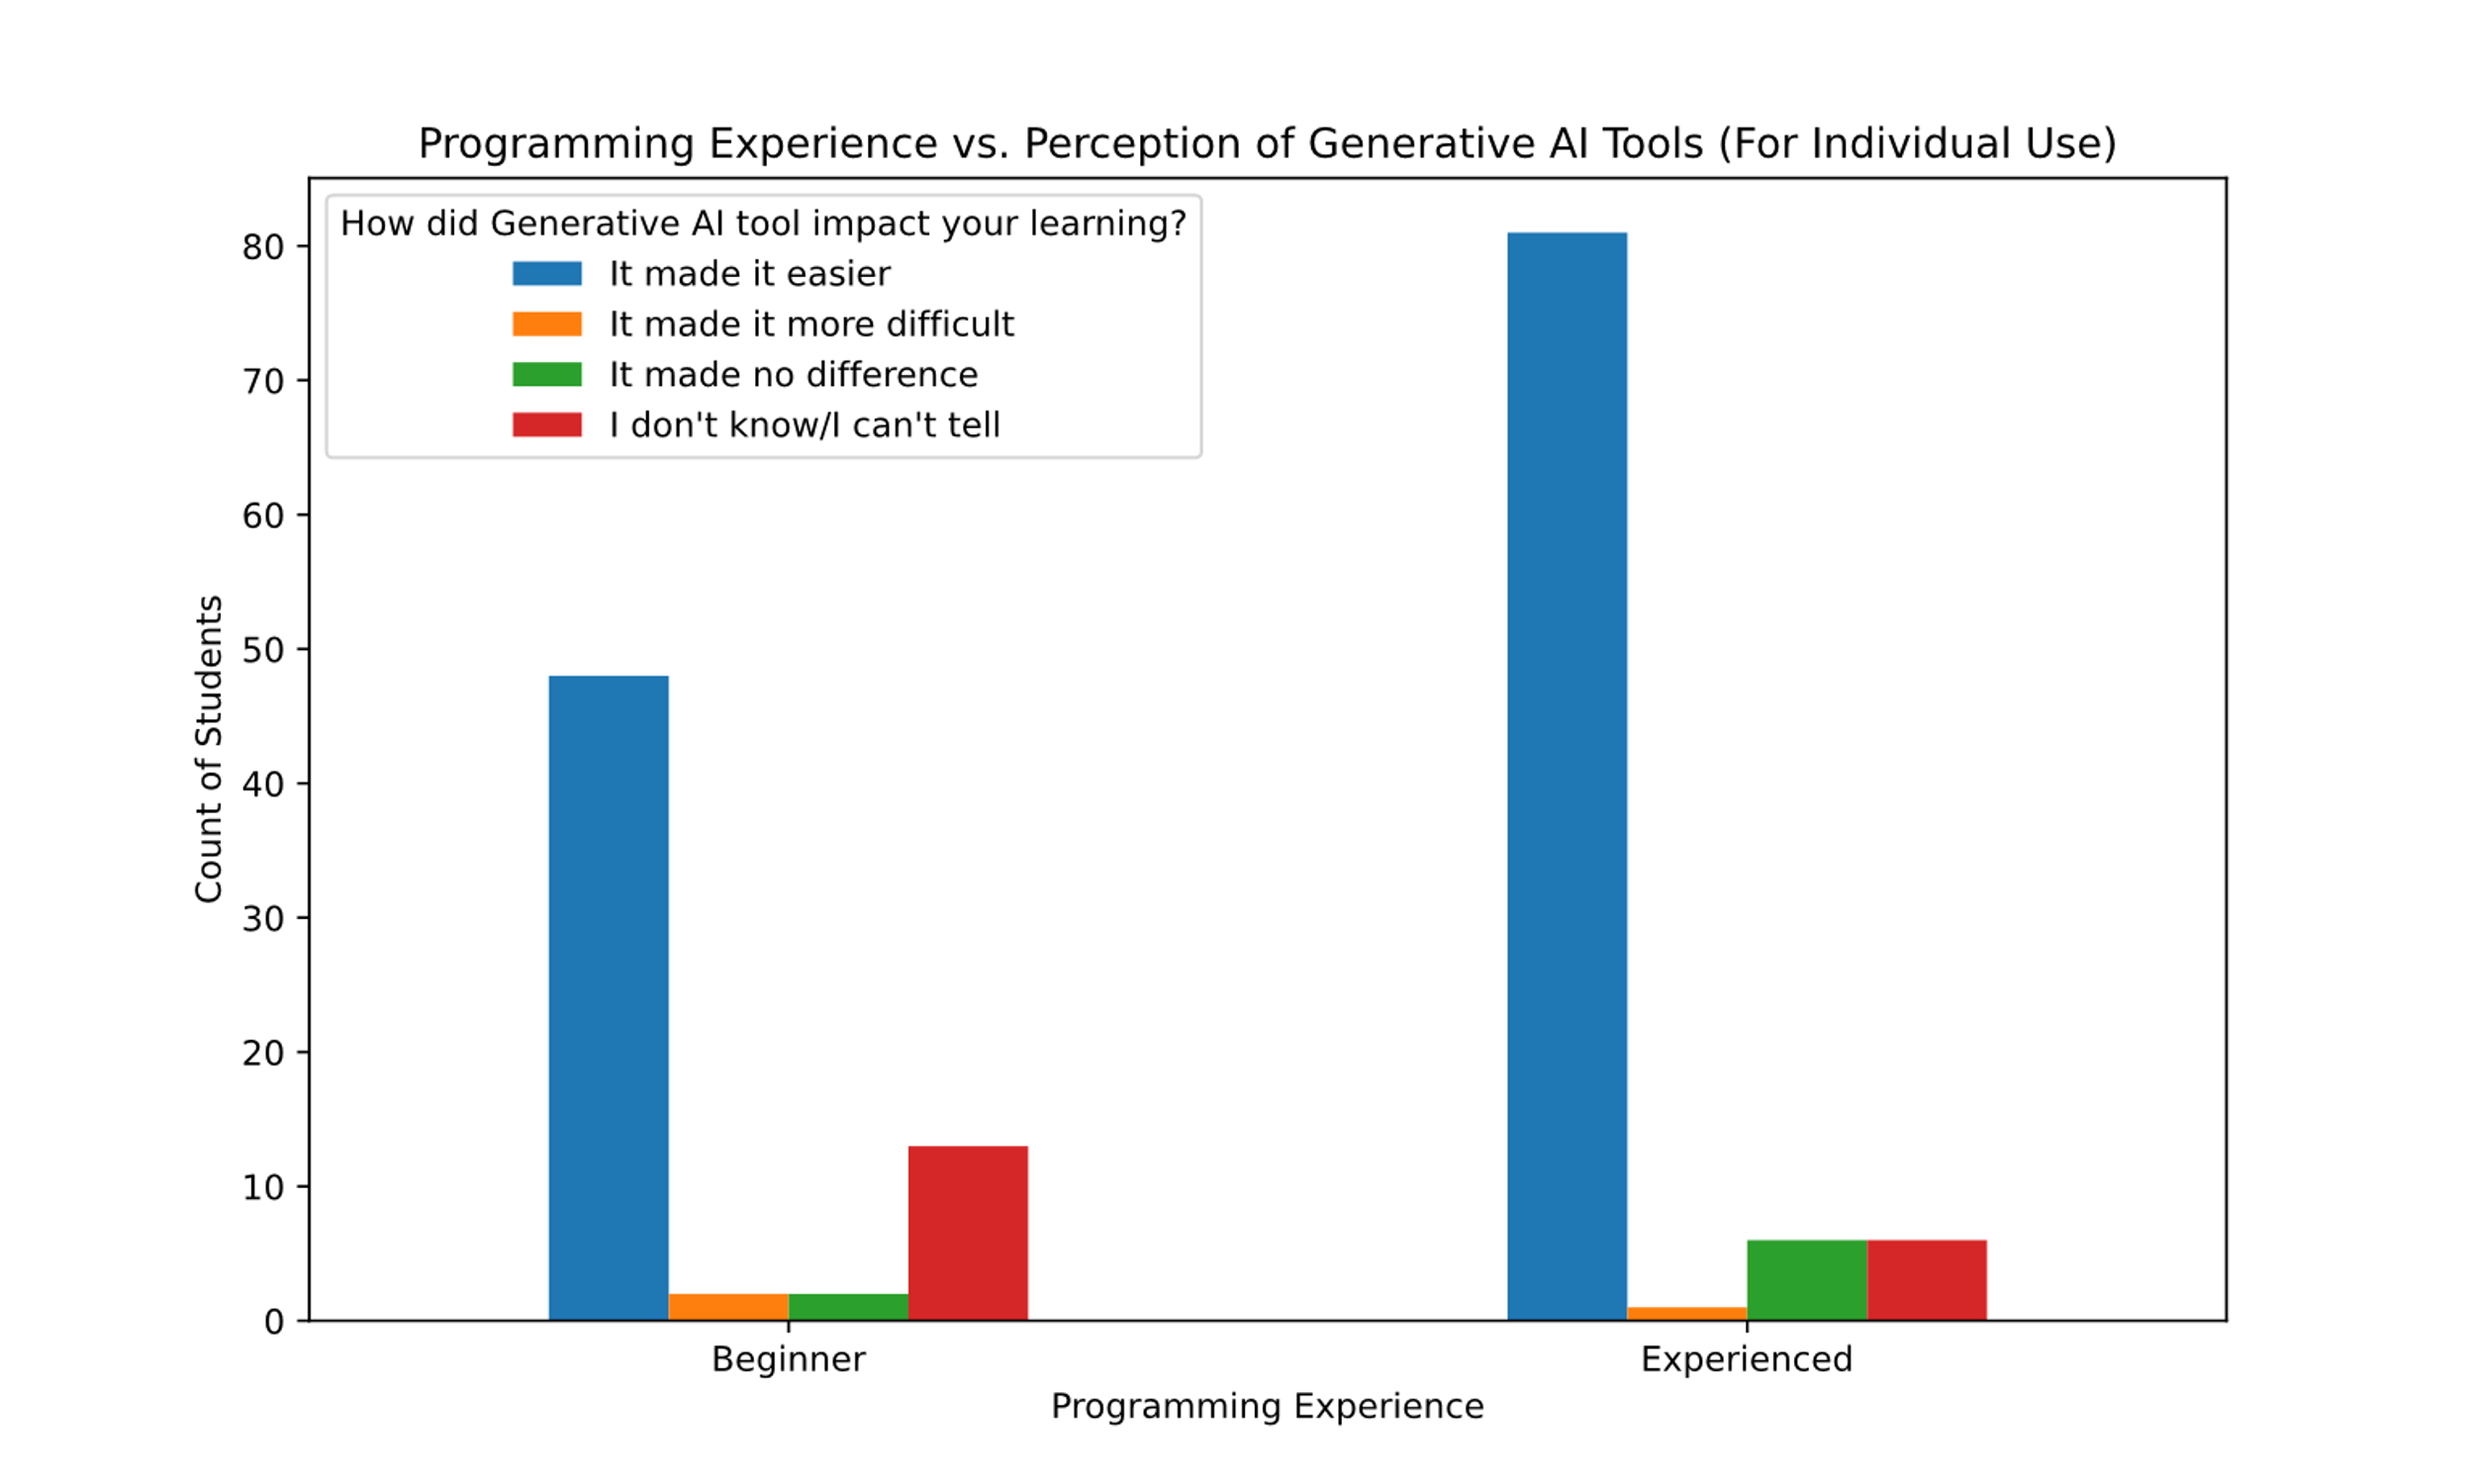 Programming Experience vs. Perception of Generative AI Tools (For Individual Use)
How did Generative AI tool impact your learning?
It made it easier
It made it more difficult
It made no difference
I don't know/I can't tell
80
70
60
50
40
30
20
10
0
Count of Students
Beginner
Experienced
Programming Experience